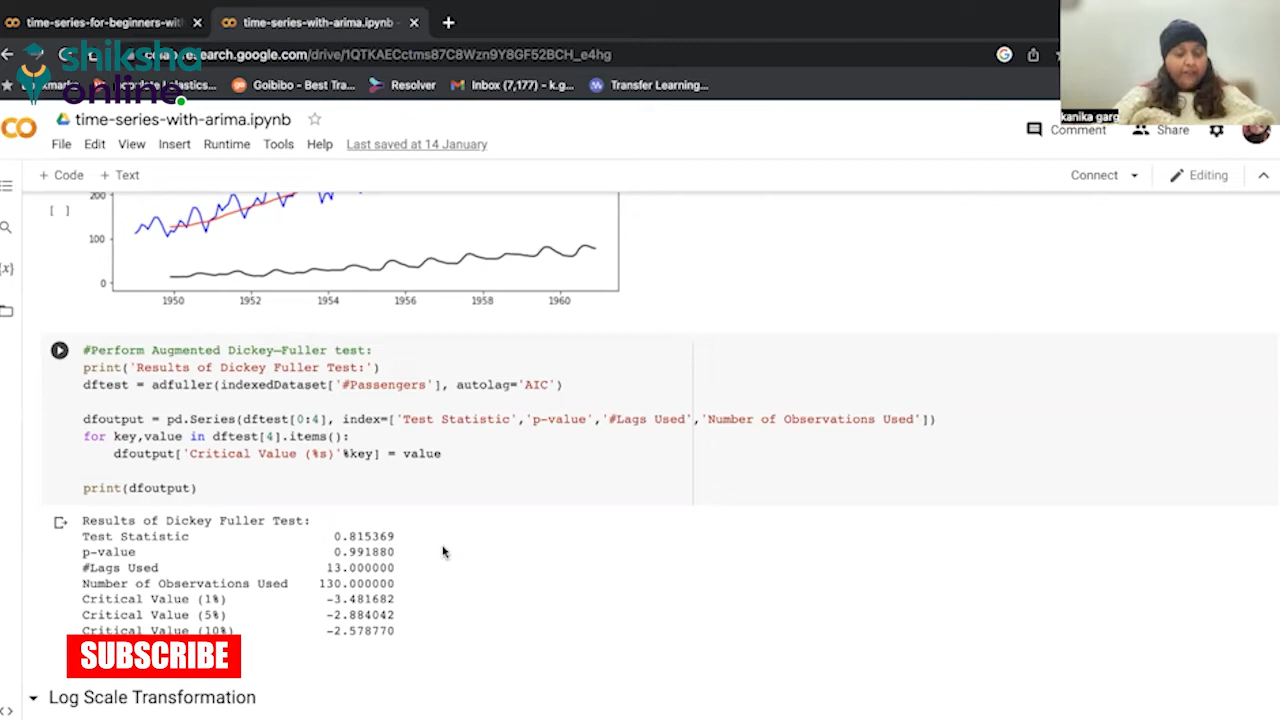 time-series-for-beginners-with
time-series-with-arima.ipynb
research.google.com/drive/1QTKAECctms87C8Wzn9Y8GF52BCH_e4hg
shiksha
online
Goibibo - Best Tra...
Resolver
Inbox (7,177) - k.g...
Transfer Learning...
kanika garg
time-series-with-arima.ipynb
Comment
Share
File Edit View Insert Runtime Tools Help Last saved at 14 January
+ Code + Text
Connect
Editing
200
100
0
1950 1952 1954 1956 1958 1960
[ ]
{x}
#Perform Augmented Dickey–Fuller test:
print('Results of Dickey Fuller Test:')
dftest = adfuller(indexedDataset['#Passengers'], autolag='AIC')
dfoutput = pd.Series(dftest[0:4], index=['Test Statistic','p-value','#Lags Used','Number of Observations Used'])
for key,value in dftest[4].items():
dfoutput['Critical Value (%s)'%key] = value
print(dfoutput)
Results of Dickey Fuller Test:
Test Statistic 0.815369
p-value 0.991880
#Lags Used 13.000000
Number of Observations Used 130.000000
Critical Value (1%) -3.481682
Critical Value (5%) -2.884042
Critical Value (10%) -2.578770
SUBSCRIBE
Log Scale Transformation